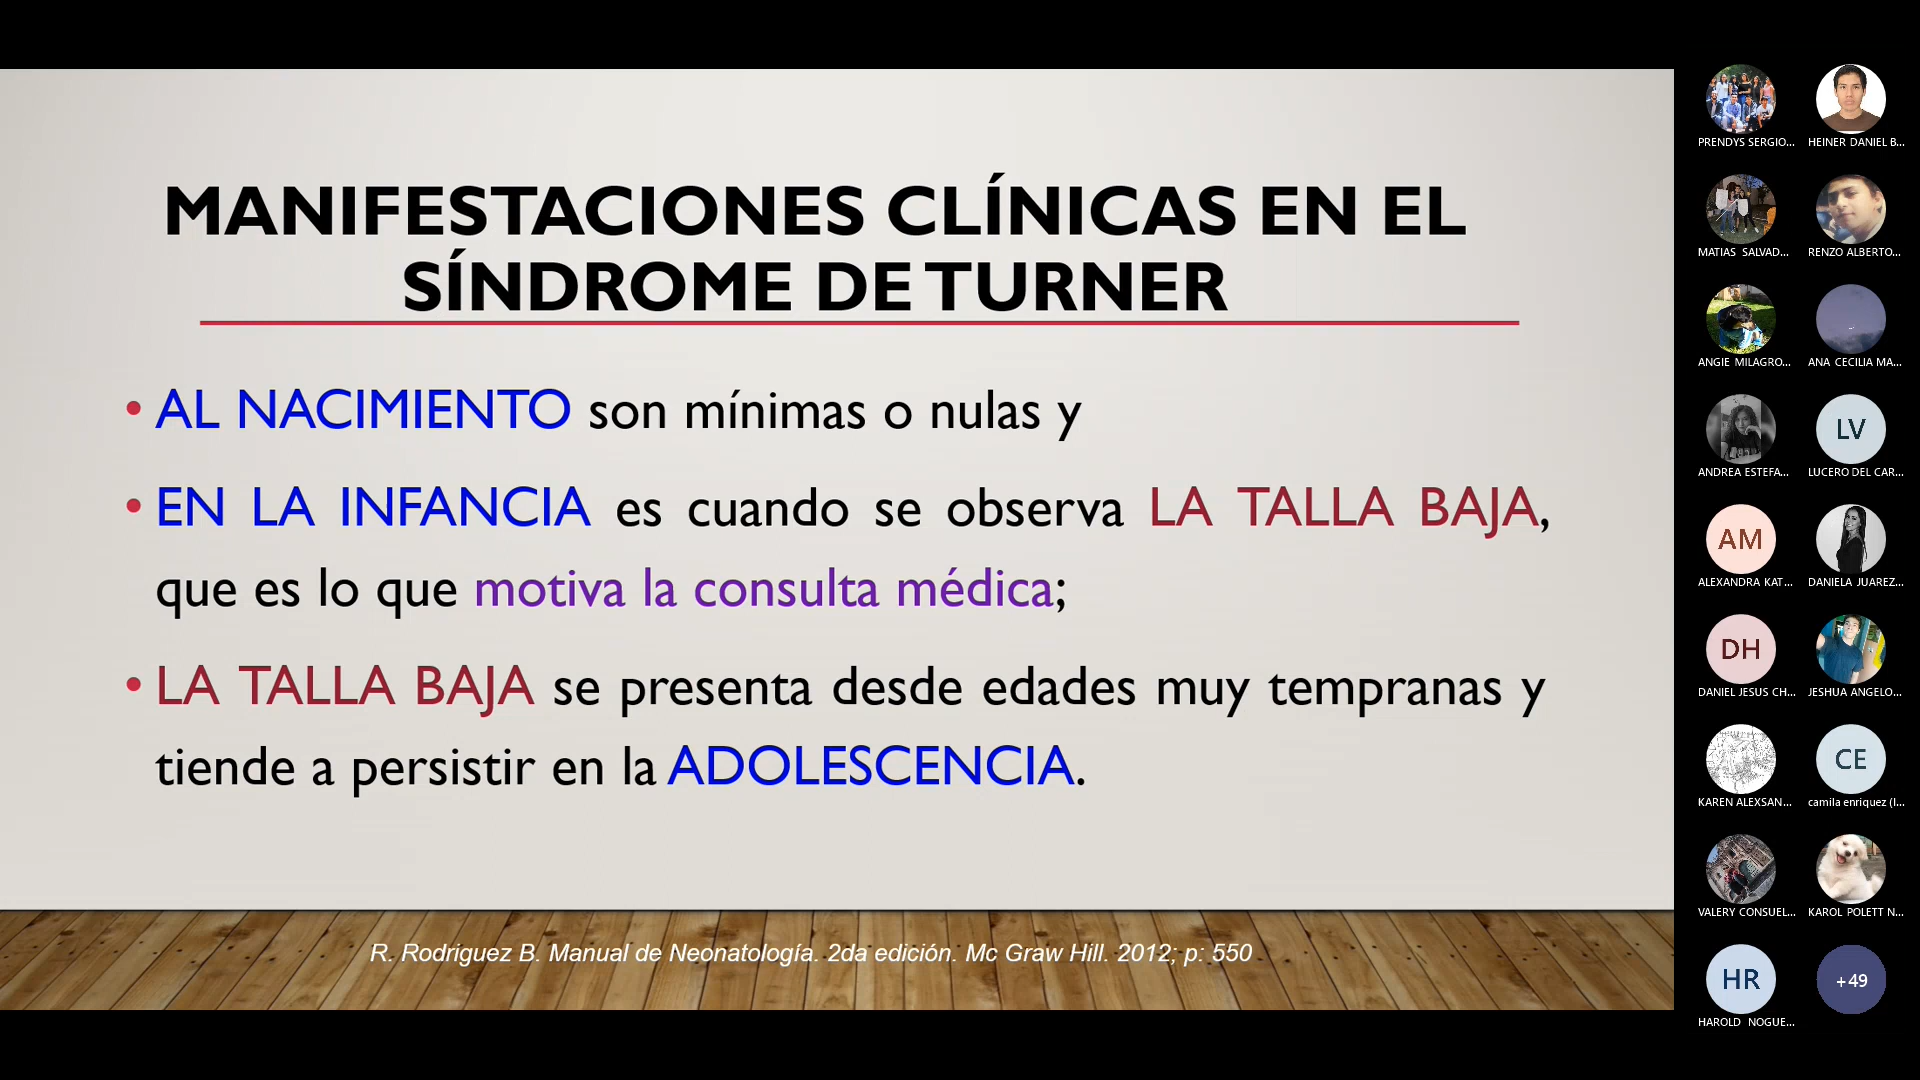 MANIFESTACIONES CLÍNICAS EN EL
SÍNDROME DE TURNER
• AL NACIMIENTO son mínimas o nulas y
• EN LA INFANCIA es cuando se observa LA TALLA BAJA,
que es lo que motiva la consulta médica;
• LA TALLA BAJA se presenta desde edades muy tempranas y
tiende a persistir en la ADOLESCENCIA.
R. Rodriguez B. Manual de Neonatología. 2da edición. Mc Graw Hill. 2012; p: 550
PRENDYS SERGIO...
HEINER DANIEL B...
MATIAS SALVAD...
RENZO ALBERTO...
ANGIE MILAGRO...
ANA CECILIA MA...
ANDREA ESTEFA...
LV
LUCERO DEL CAR...
AM
ALEXANDRA KAT...
DANIELA JUAREZ...
DH
DANIEL JESUS CH...
JESHUA ANGELO...
KAREN ALEXSAN...
CE
camila enriquez (I...
VALERY CONSUEL...
KAROL POLETT N...
HR
HAROLD NOGUE...
+49